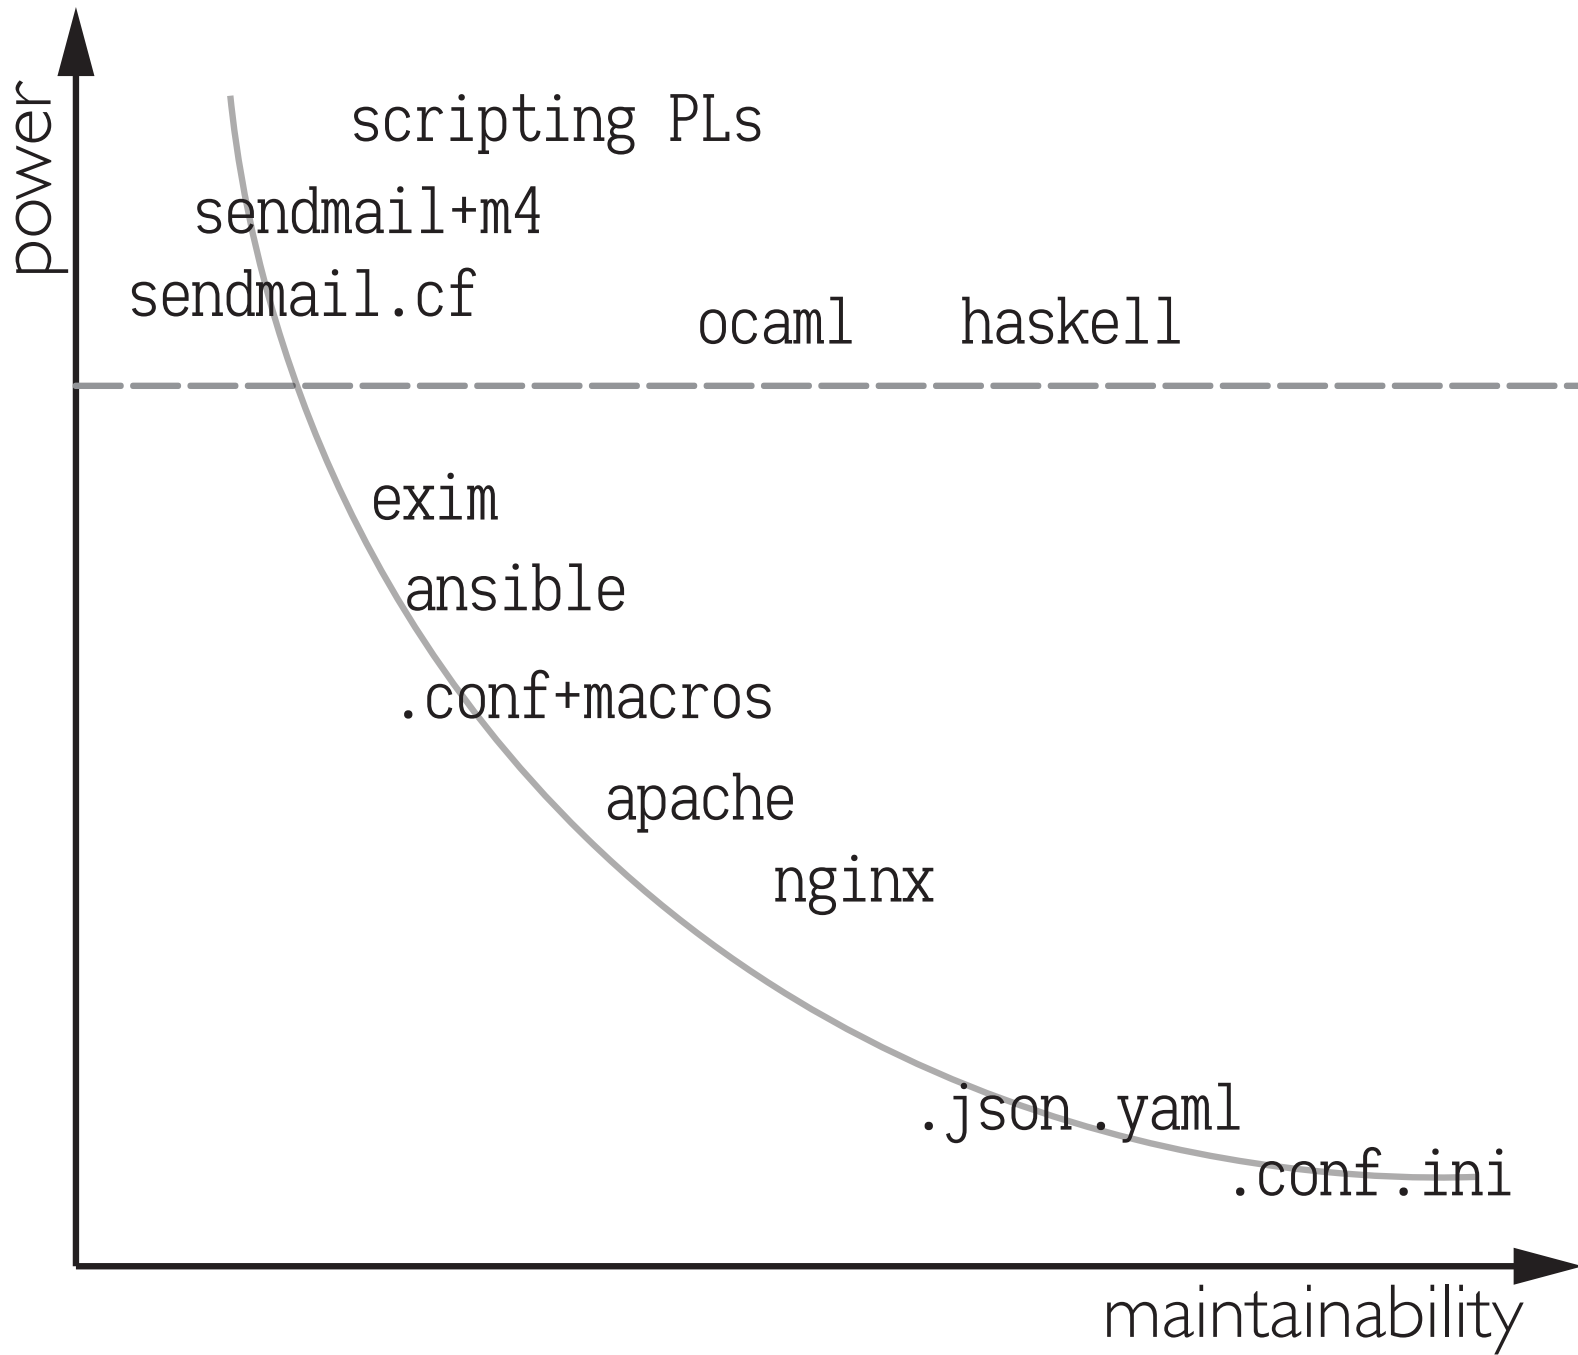 power
scripting PLs
sendmail+m4
sendmail.cf
ocaml haskell
exim
ansible
.conf+macros
apache
nginx
.json .yaml
.conf .ini
maintainability